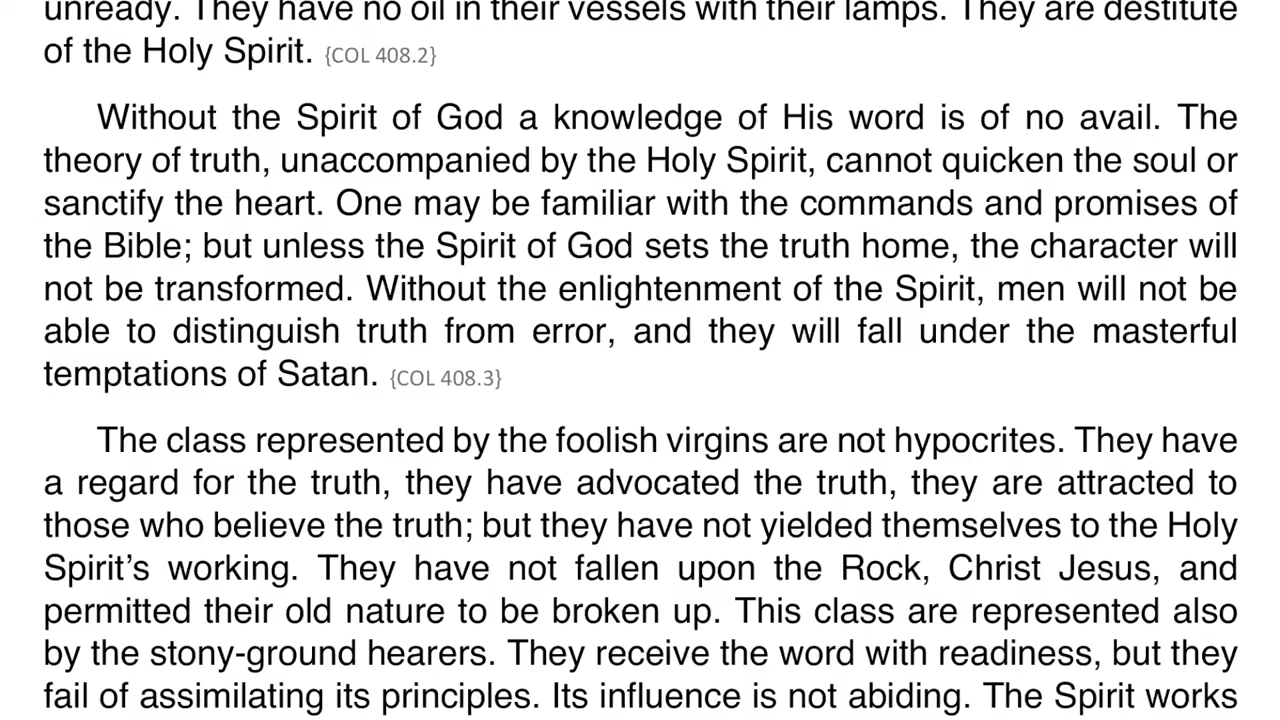 unready. They have no oil in their vessels with their lamps. They are destitute
of the Holy Spirit. {COL 408.2}
Without the Spirit of God a knowledge of His word is of no avail. The
theory of truth, unaccompanied by the Holy Spirit, cannot quicken the soul or
sanctify the heart. One may be familiar with the commands and promises of
the Bible; but unless the Spirit of God sets the truth home, the character will
not be transformed. Without the enlightenment of the Spirit, men will not be
able to distinguish truth from error, and they will fall under the masterful
temptations of Satan. {COL 408.3}
The class represented by the foolish virgins are not hypocrites. They have
a regard for the truth, they have advocated the truth, they are attracted to
those who believe the truth; but they have not yielded themselves to the Holy
Spirit’s working. They have not fallen upon the Rock, Christ Jesus, and
permitted their old nature to be broken up. This class are represented also
by the stony-ground hearers. They receive the word with readiness, but they
fail of assimilating its principles. Its influence is not abiding. The Spirit works